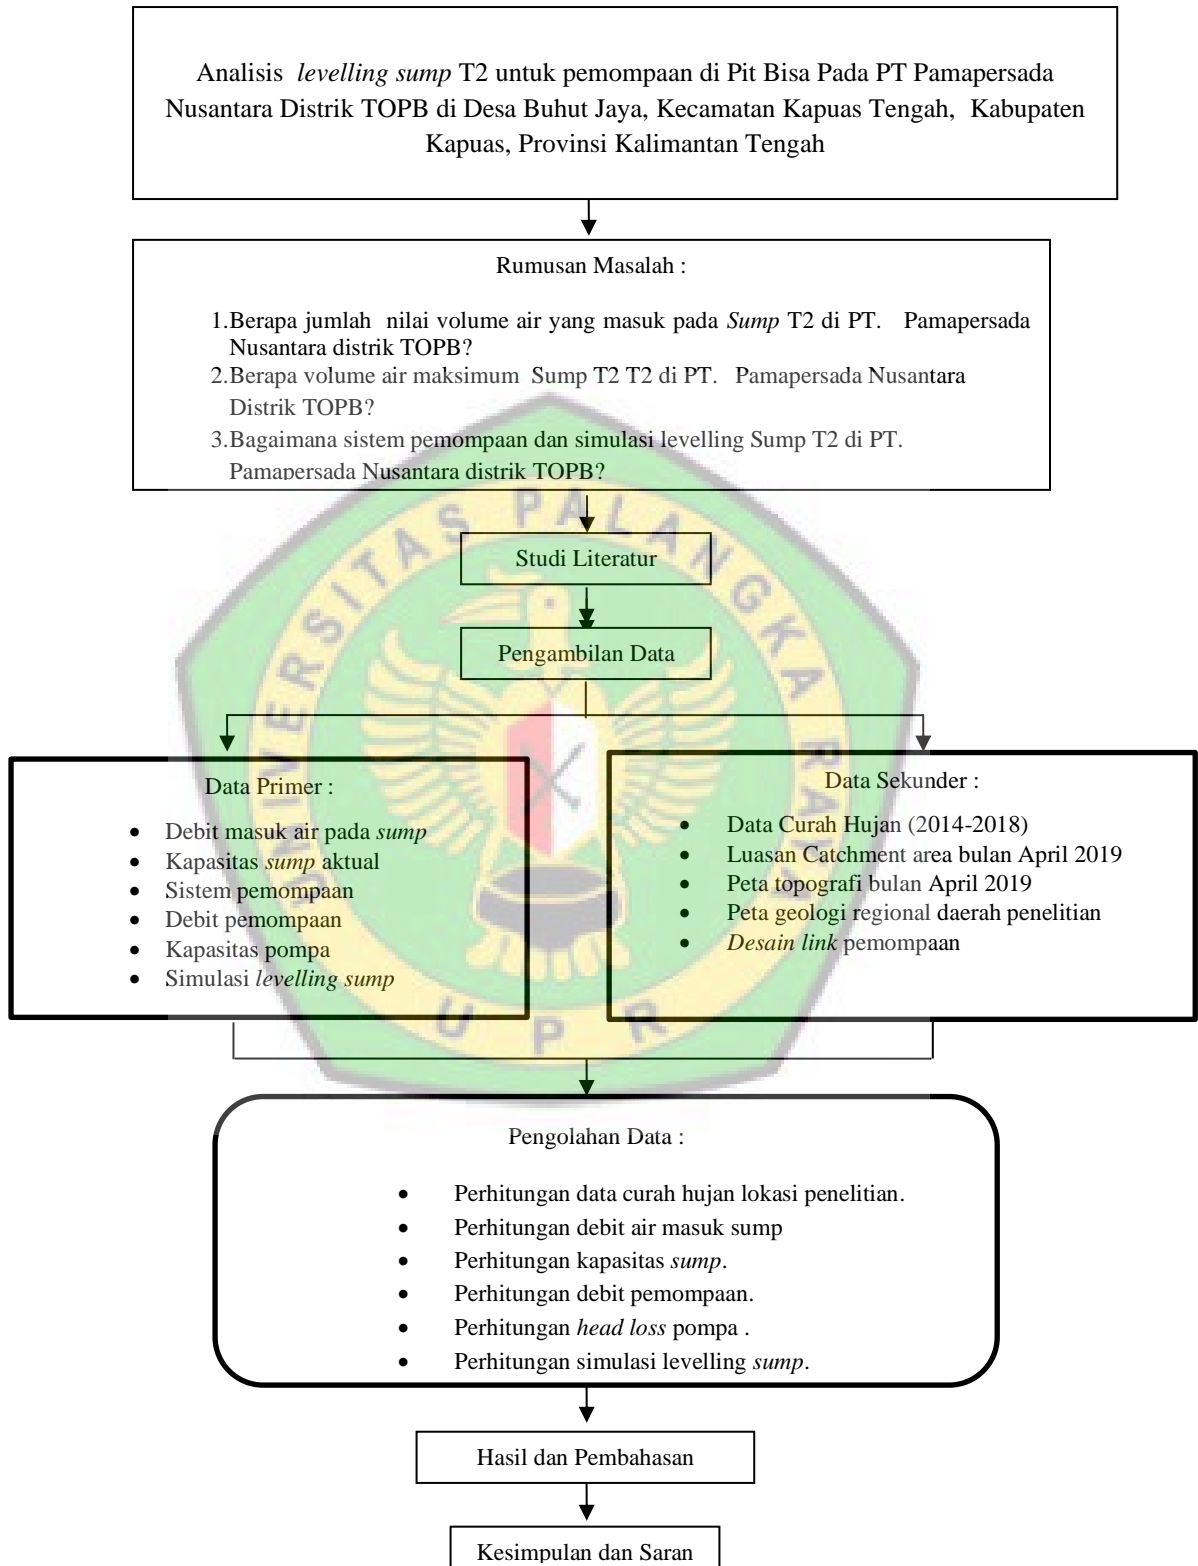 Analisis levelling sump T2 untuk pemompaan di Pit Bisa Pada PT Pamapersada
Nusantara Distrik TOPB di Desa Buhut Jaya, Kecamatan Kapuas Tengah, Kabupaten
Kapuas, Provinsi Kalimantan Tengah
Rumusan Masalah :
1.Berapa jumlah nilai volume air yang masuk pada Sump T2 di PT. Pamapersada
Nusantara distrik TOPB?
2.Berapa volume air maksimum Sump T2 T2 di PT. Pamapersada Nusantara
Distrik TOPB?
3.Bagaimana sistem pemompaan dan simulasi levelling Sump T2 di PT.
Pamapersada Nusantara distrik TOPB?
UNIVERSITAS PALANGKA RAYA
Studi Literatur
Pengambilan Data
Data Primer :
• Debit masuk air pada sump
• Kapasitas sump aktual
• Sistem pemompaan
• Debit pemompaan
• Kapasitas pompa
• Simulasi levelling sump
Data Sekunder :
• Data Curah Hujan (2014-2018)
• Luasan Catchment area bulan April 2019
• Peta topografi bulan April 2019
• Peta geologi regional daerah penelitian
• Desain link pemompaan
UPR
Pengolahan Data :
• Perhitungan data curah hujan lokasi penelitian.
• Perhitungan debit air masuk sump
• Perhitungan kapasitas sump.
• Perhitungan debit pemompaan.
• Perhitungan head loss pompa .
• Perhitungan simulasi levelling sump.
Hasil dan Pembahasan
Kesimpulan dan Saran